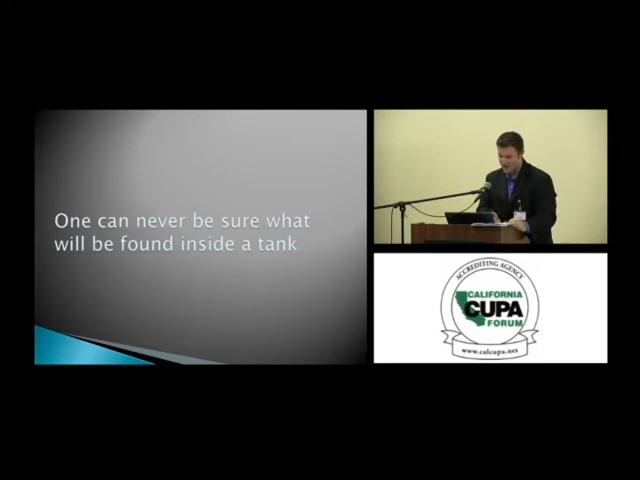 One can never be sure what
will be found inside a tank
ACCREDITING AGENCY
CALIFORNIA
CUPA
FORUM
www.calcupa.net